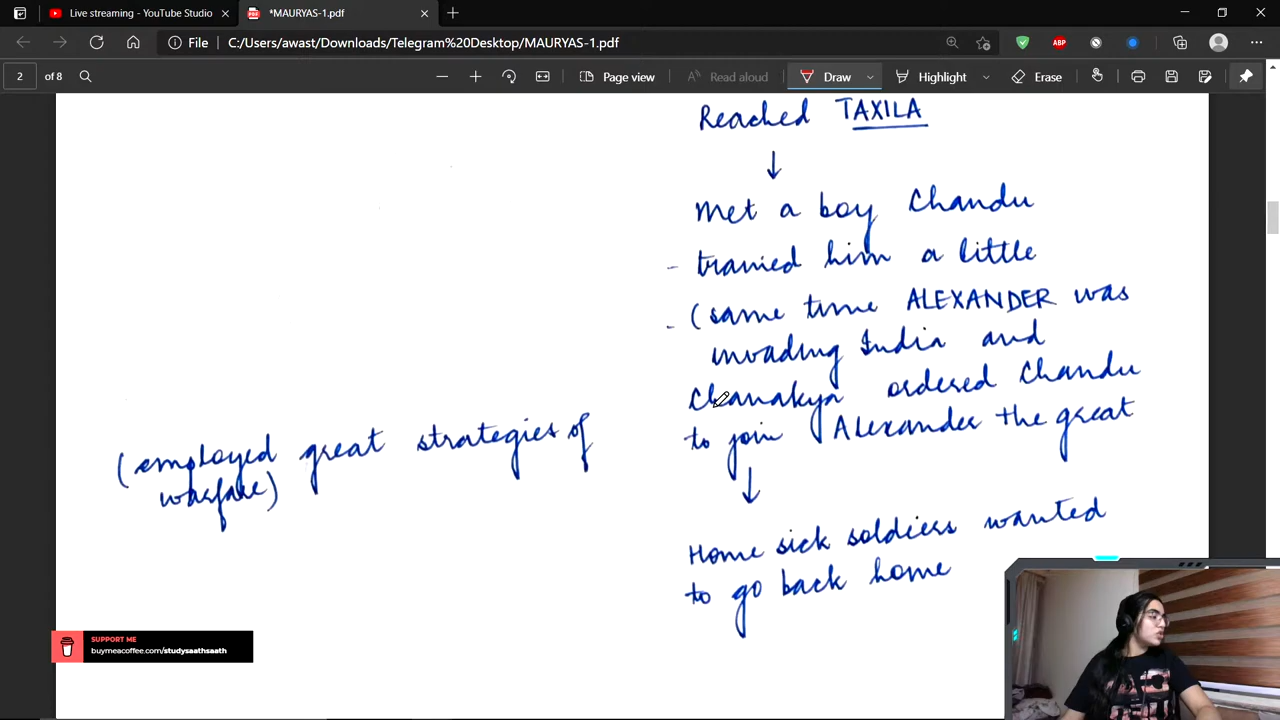 Live streaming - YouTube Studio
*MAURYAS-1.pdf
File
C:/Users/awast/Downloads/Telegram%20Desktop/MAURYAS-1.pdf
2 of 8
Page view
Read aloud
Draw
Highlight
Erase
Reached TAXILA
↓
Met a boy Chandu
- tranied him a little
- (same time ALEXANDER was
invading India and
Chanakya ordered Chandu
to join Alexander the great
↓
(employed great strategies of
warfare)
Home sick soldiers wanted
to go back home
SUPPORT ME
buymeacoffee.com/studysaathsaath